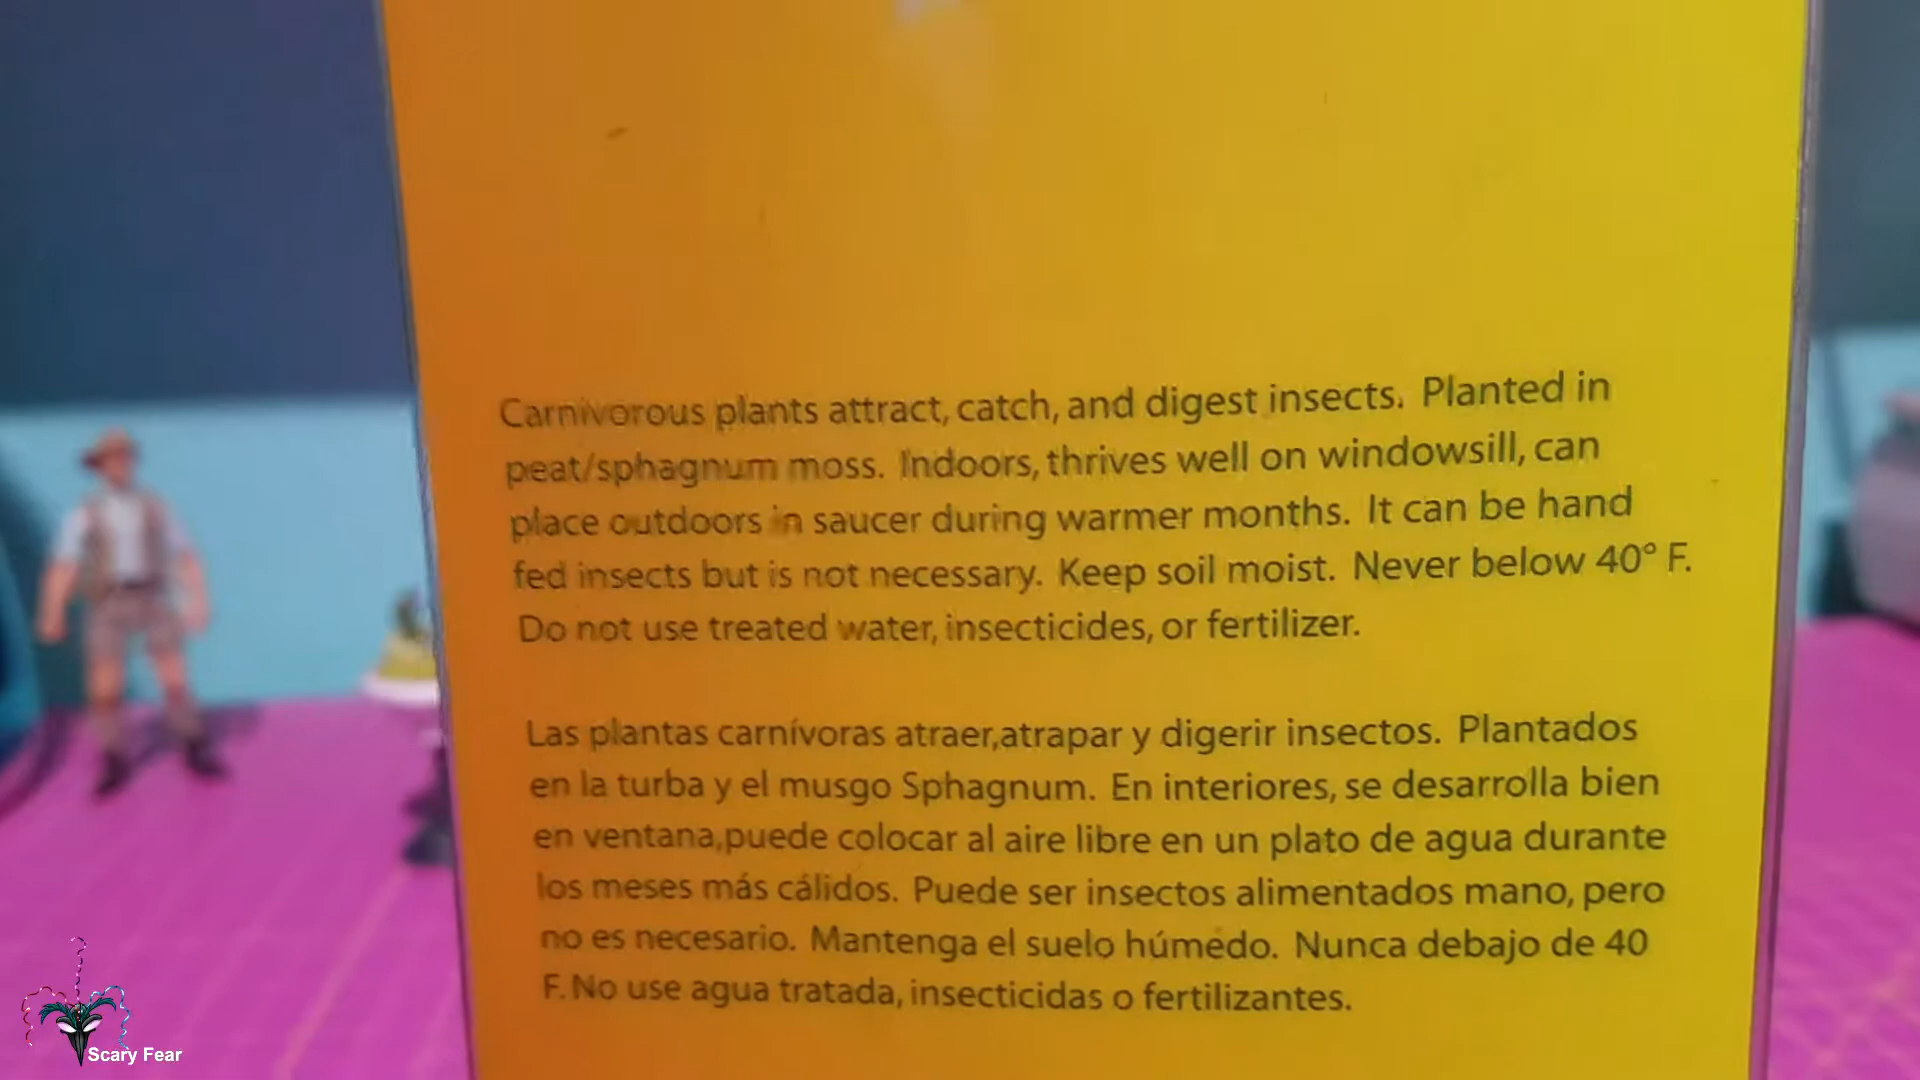 Carnivorous plants attract, catch, and digest insects. Planted in
peat/sphagnum moss. Indoors, thrives well on windowsill, can
place outdoors in saucer during warmer months. It can be hand
fed insects but is not necessary. Keep soil moist. Never below 40° F.
Do not use treated water, insecticides, or fertilizer.
Las plantas carnívoras atraer,atrapar y digerir insectos. Plantados
en la turba y el musgo Sphagnum. En interiores, se desarrolla bien
en ventana,puede colocar al aire libre en un plato de agua durante
los meses más cálidos. Puede ser insectos alimentados mano, pero
no es necesario. Mantenga el suelo húmedo. Nunca debajo de 40
F. No use agua tratada, insecticidas o fertilizantes.
Scary Fear